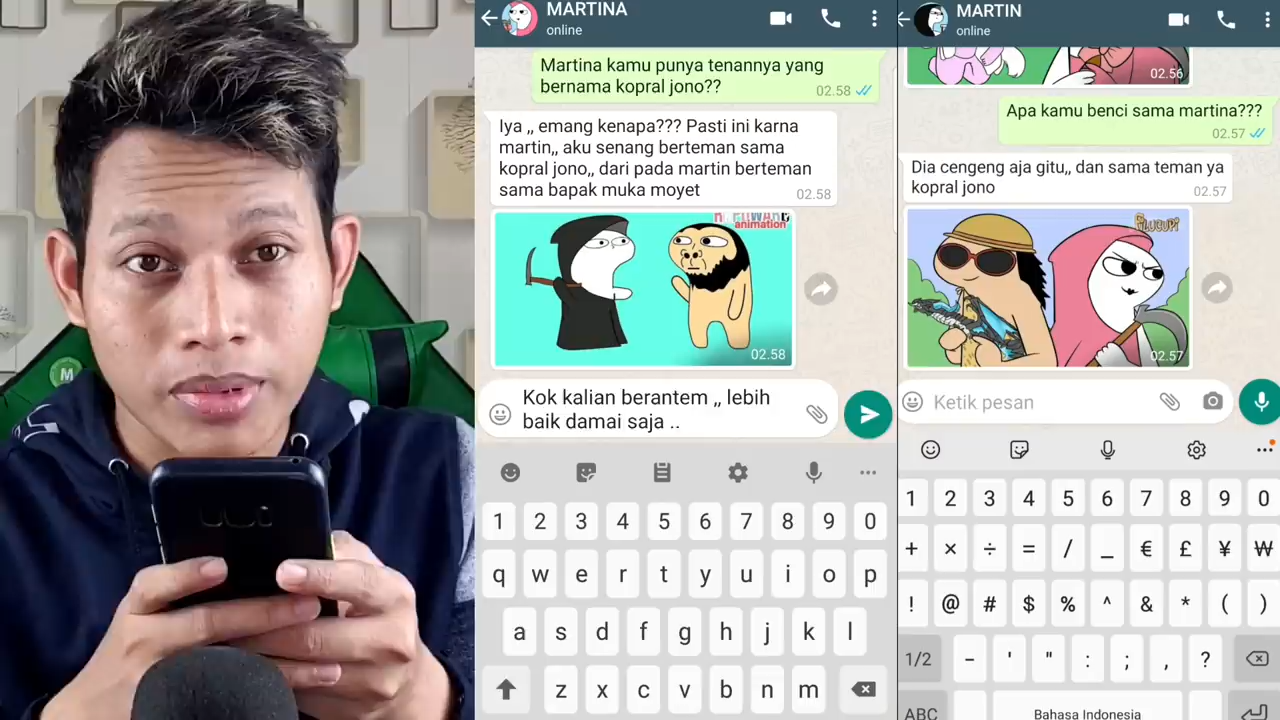 M
MARTINA
online
Martina kamu punya tenannya yang
bernama kopral jono??
02.58
Iya ,, emang kenapa??? Pasti ini karna
martin,, aku senang berteman sama
kopral jono,, dari pada martin berteman
sama bapak muka moyet
02.58
animation
02.58
Kok kalian berantem ,, lebih
baik damai saja ..
1 2 3 4 5 6 7 8 9 0
q w e r t y u i o p
a s d f g h j k l
z x c v b n m
MARTIN
online
02.56
Apa kamu benci sama martina???
02.57
Dia cengeng aja gitu,, dan sama teman ya
kopral jono
02.57
02.57
Ketik pesan
1 2 3 4 5 6 7 8 9 0
+ × ÷ = / _ € £ ¥ ₩
! @ # $ % ^ & * ( )
1/2 - ' " : ; , ?
ABC Bahasa Indonesia